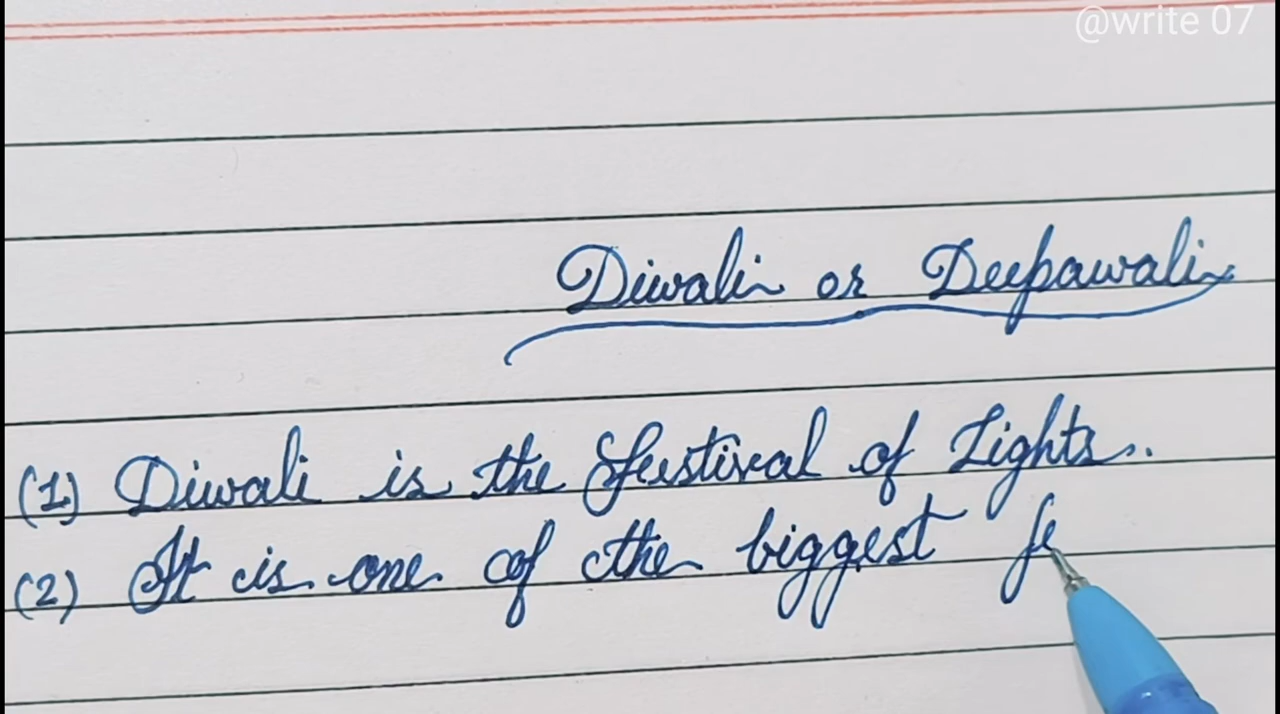 @write 07
Diwali or Deepawali
(1) Diwali is the festival of Lights.
(2) It is one of the biggest fe